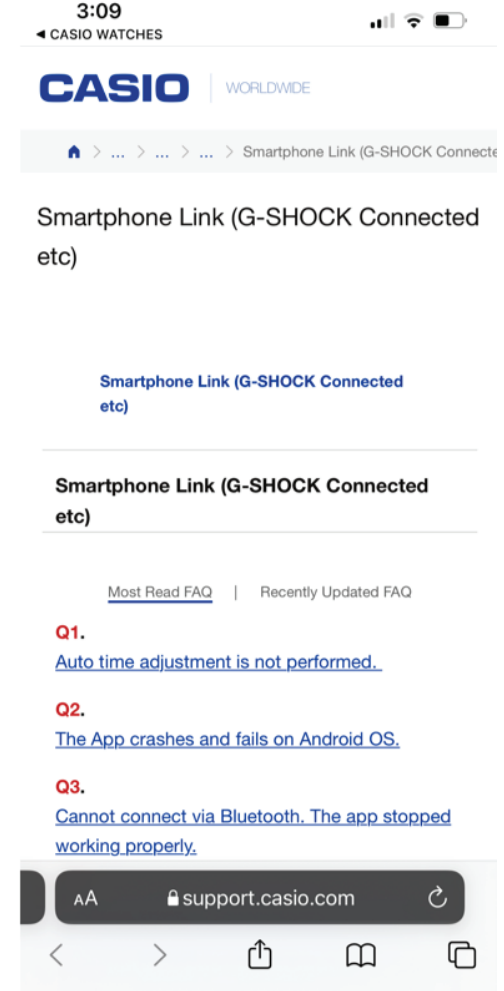 3:09
◀ CASIO WATCHES
CASIO WORLDWIDE
> ... > ... > ... > Smartphone Link (G-SHOCK Connecte
Smartphone Link (G-SHOCK Connected
etc)
Smartphone Link (G-SHOCK Connected
etc)
Smartphone Link (G-SHOCK Connected
etc)
Most Read FAQ | Recently Updated FAQ
Q1.
Auto time adjustment is not performed.
Q2.
The App crashes and fails on Android OS.
Q3.
Cannot connect via Bluetooth. The app stopped
working properly.
AA support.casio.com